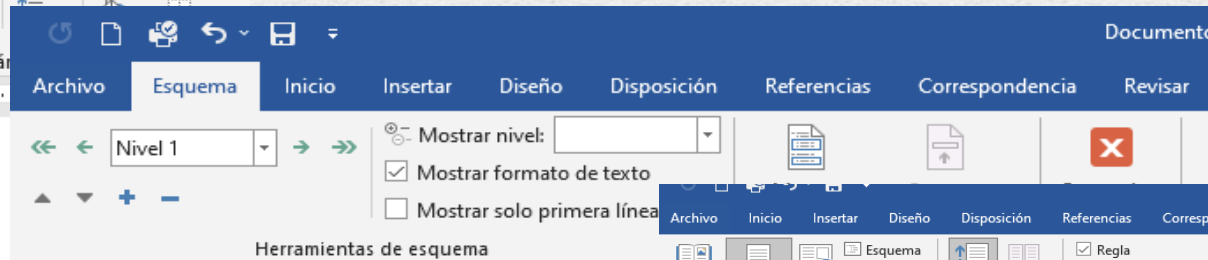 Documento
Archivo Esquema Inicio Insertar Diseño Disposición Referencias Correspondencia Revisar
Nivel 1 Mostrar nivel:
Mostrar formato de texto
Mostrar solo primera línea
Herramientas de esquema
Archivo Inicio Insertar Diseño Disposición Referencias Corresp
Esquema Regla